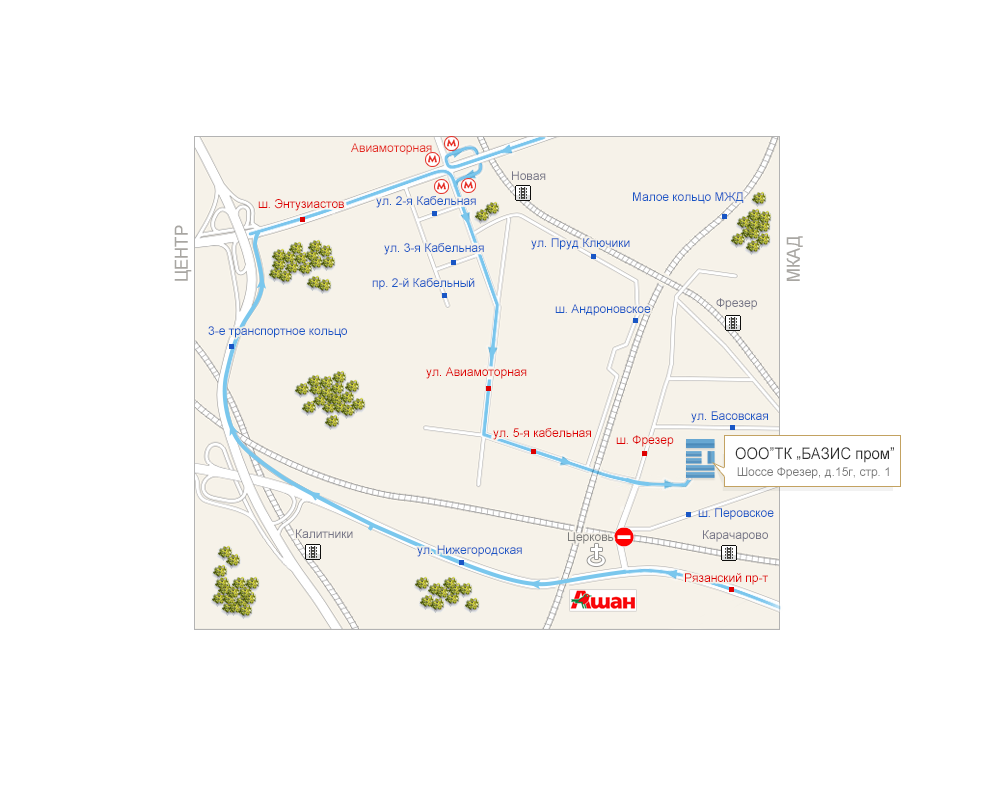 Авиамоторная
М
М
М
М
Новая
ш. Энтузиастов
ул. 2-я Кабельная
Малое кольцо МЖД
ЦЕНТР
МКАД
ул. 3-я Кабельная
ул. Пруд Ключики
пр. 2-й Кабельный
ш. Андроновское
Фрезер
3-е транспортное кольцо
ул. Авиамоторная
ул. Басовская
ул. 5-я кабельная
ш. Фрезер
ООО"ТК „БАЗИС пром"
Шоссе Фрезер, д.15г, стр. 1
ш. Перовское
Калитники
Церковь
Карачарово
ул. Нижегородская
Рязанский пр-т
Ашан